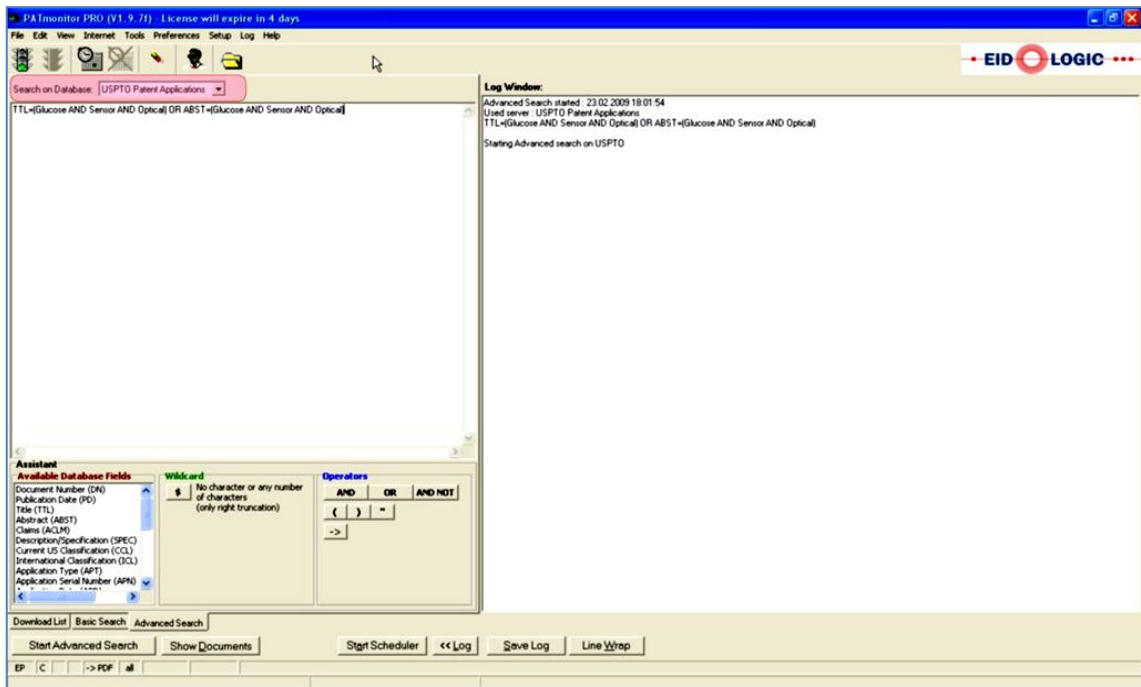 PATmonitor PRO (V1.9.7f) - License will expire in 4 days
File Edit View Internet Tools Preferences Setup Log Help
EID LOGIC
Search on Database: USPTO Patent Applications
TTL=(Glucose AND Sensor AND Optical) OR ABST=(Glucose AND Sensor AND Optical)
Log Window:
Advanced Search started : 23.02.2009 18:01:54
Used server : USPTO Patent Applications
TTL=(Glucose AND Sensor AND Optical) OR ABST=(Glucose AND Sensor AND Optical)
Starting Advanced search on USPTO
Assistant
Available Database Fields
Document Number (DN)
Publication Date (PD)
Title (TTL)
Abstract (ABST)
Claims (ACLM)
Description/Specification (SPEC)
Current US Classification (CCL)
International Classification (ICL)
Application Type (APT)
Application Serial Number (APN)
Wildcard
$ No character or any number
of characters
(only right truncation)
Operators
AND OR AND NOT
( ) "
->
Download List Basic Search Advanced Search
Start Advanced Search Show Documents Start Scheduler << Log Save Log Line Wrap
EP C -> PDF all